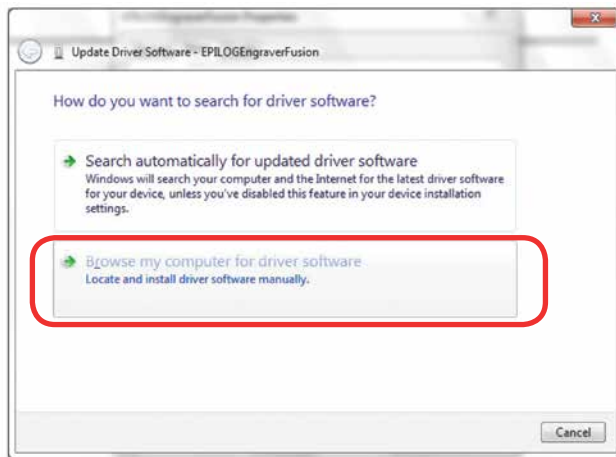 Update Driver Software - EPILOGEngraverFusion
How do you want to search for driver software?
Search automatically for updated driver software
Windows will search your computer and the Internet for the latest driver software
for your device, unless you've disabled this feature in your device installation
settings.
Browse my computer for driver software
Locate and install driver software manually.
Cancel